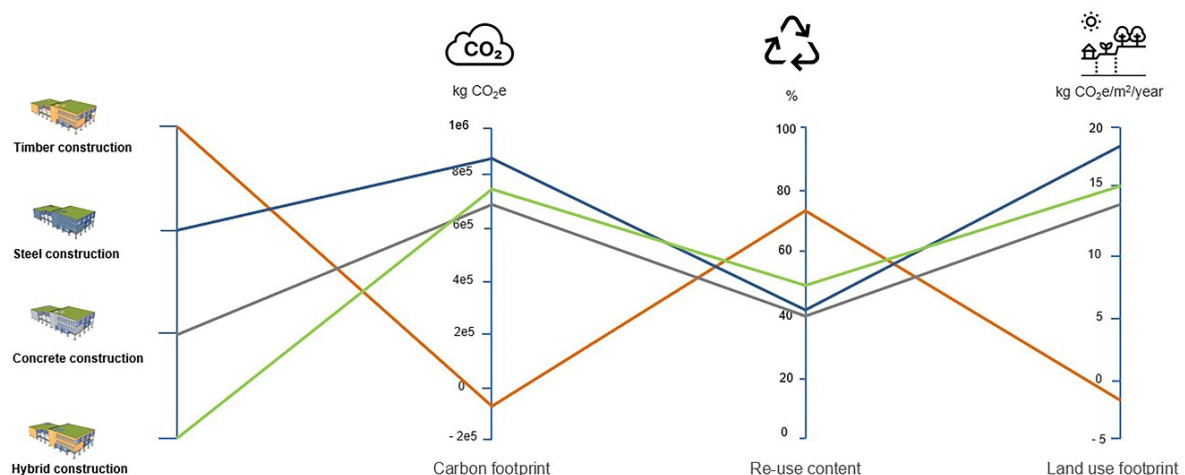 CO₂
kg CO₂e
%
kg CO₂e/m²/year
Timber construction
Steel construction
Concrete construction
Hybrid construction
1e6
8e5
6e5
4e5
2e5
0
- 2e5
100
80
60
40
20
0
20
15
10
5
0
- 5
Carbon footprint
Re-use content
Land use footprint